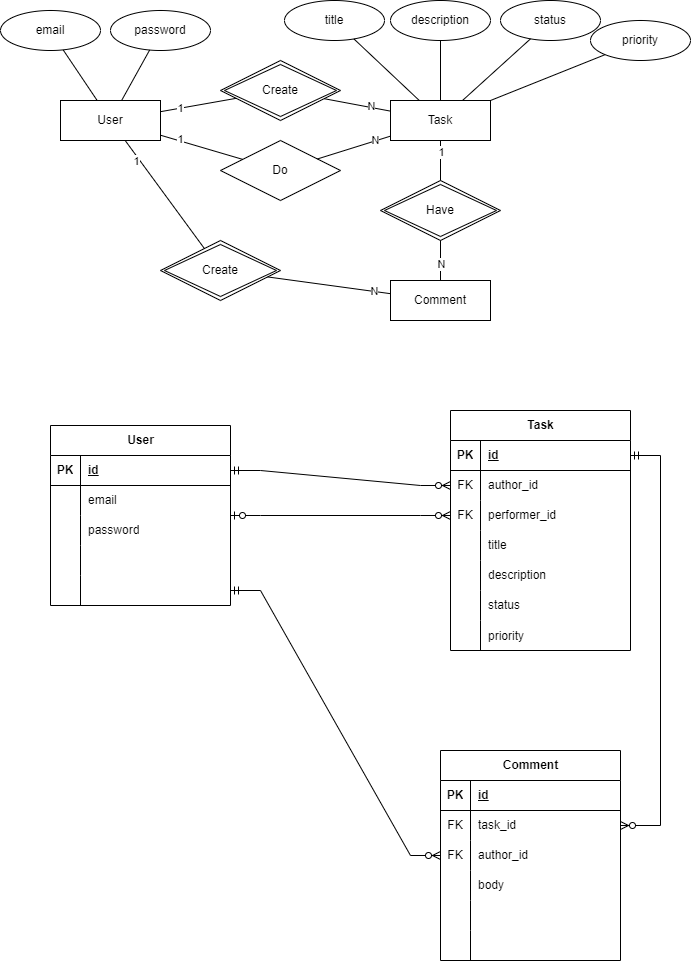 email
password
title
description
status
priority
User
1
Create
N
Task
1
Do
N
1
1
Have
Create
N
N
Comment
User
PK id
email
password
Task
PK id
FK author_id
FK performer_id
title
description
status
priority
Comment
PK id
FK task_id
FK author_id
body